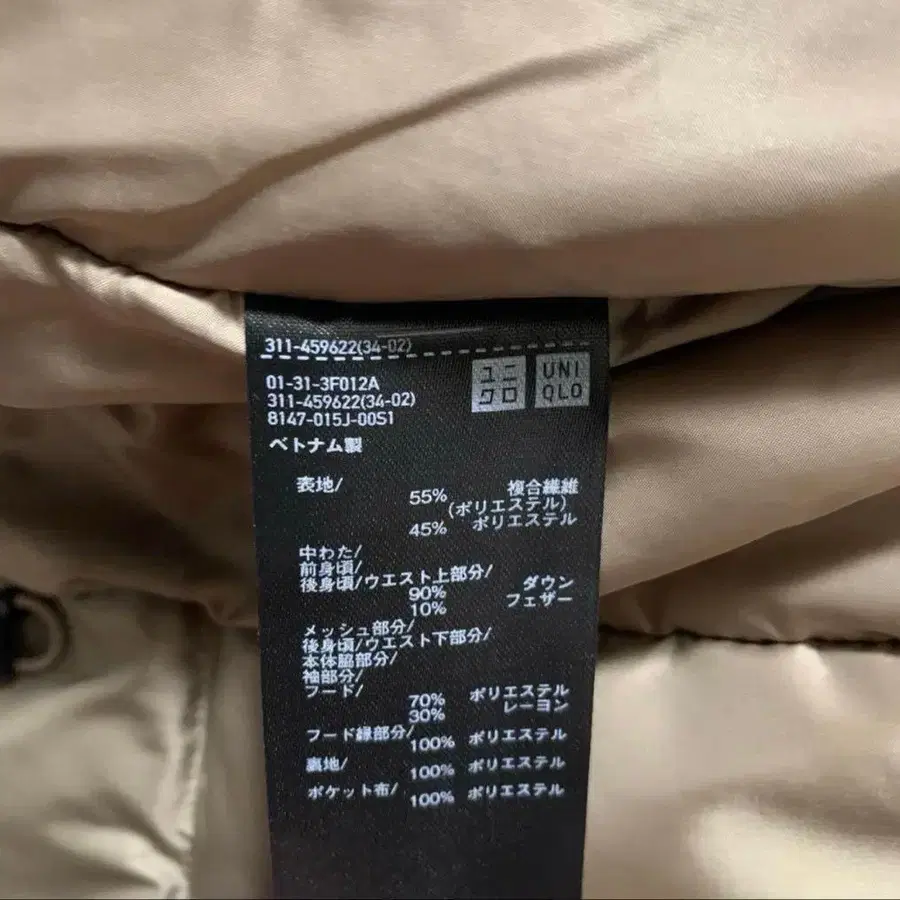 311-459622(34-02)
01-31-3F012A
311-459622(34-02)
8147-015J-00S1
ユニ
クロ
UNI
QLO
ベトナム製
表地/
55% 複合繊維
(ポリエステル)
45% ポリエステル
中わた/
前身頃/
後身頃/ウエスト上部分/
90% ダウン
10% フェザー
メッシュ部分/
後身頃/ウエスト下部分/
本体脇部分/
袖部分/
フード/
70% ポリエステル
30% レーヨン
フード縁部分/
100% ポリエステル
裏地/
100% ポリエステル
ポケット布/
100% ポリエステル